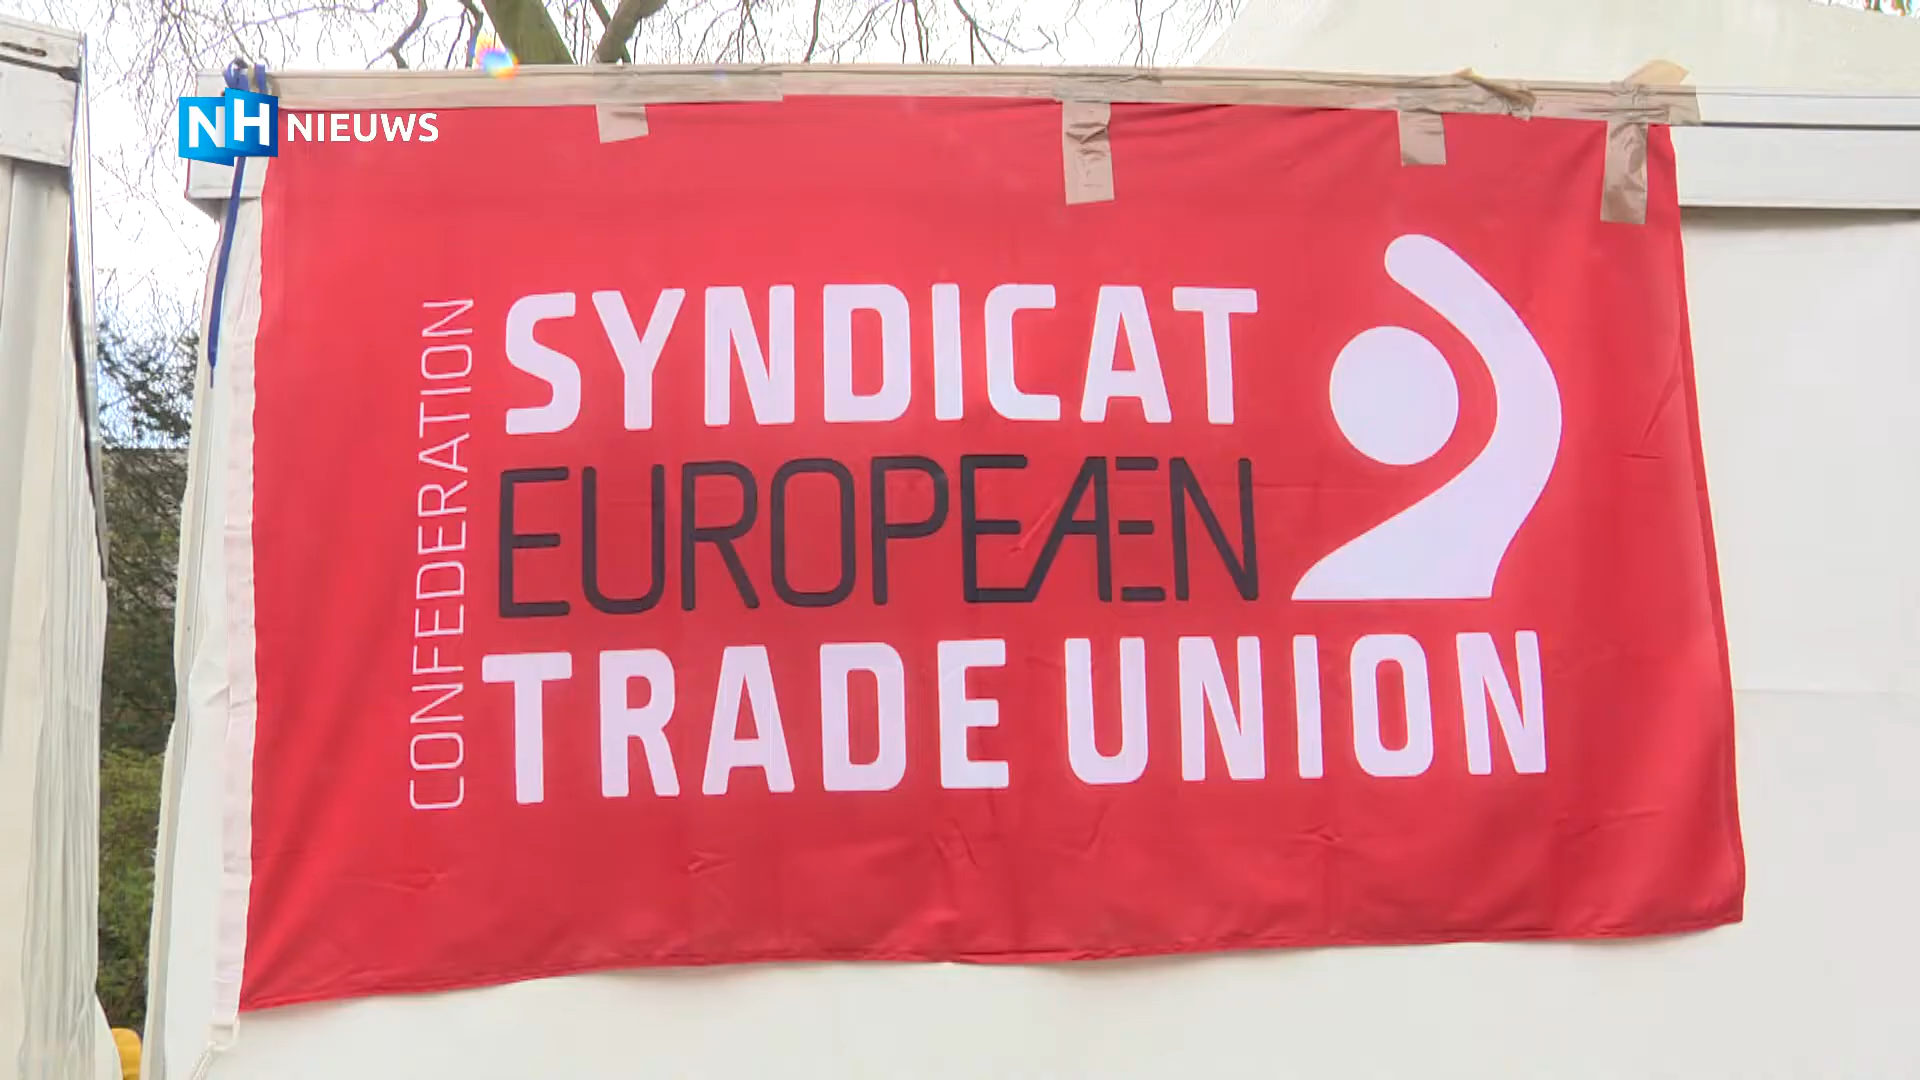 NH NIEUWS
CONFEDERATION
SYNDICAT
EUROPEÆN
TRADE UNION